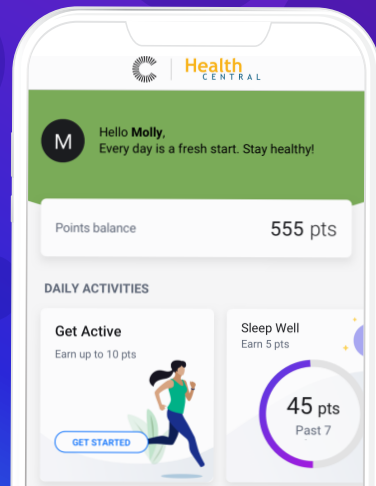 Health
CENTRAL
M
Hello Molly,
Every day is a fresh start. Stay healthy!
Points balance
555 pts
DAILY ACTIVITIES
Get Active
Earn up to 10 pts
GET STARTED
Sleep Well
Earn 5 pts
45 pts
Past 7